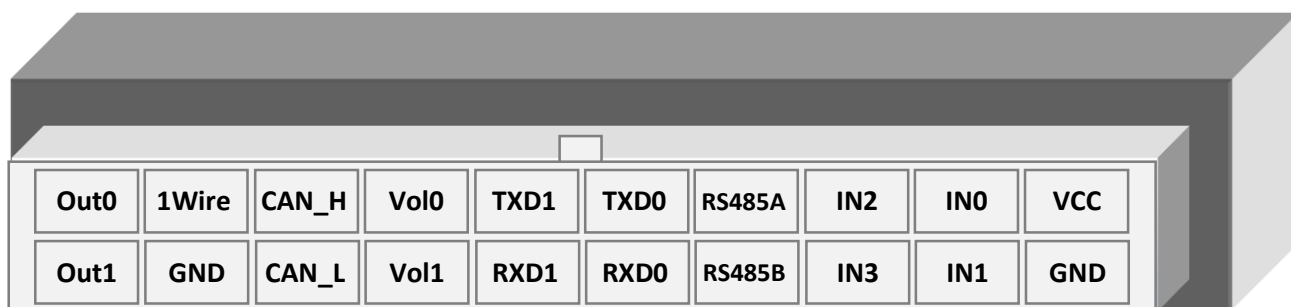 Out0 1Wire CAN_H Vol0 TXD1 TXD0 RS485A IN2 IN0 VCC
Out1 GND CAN_L Vol1 RXD1 RXD0 RS485B IN3 IN1 GND